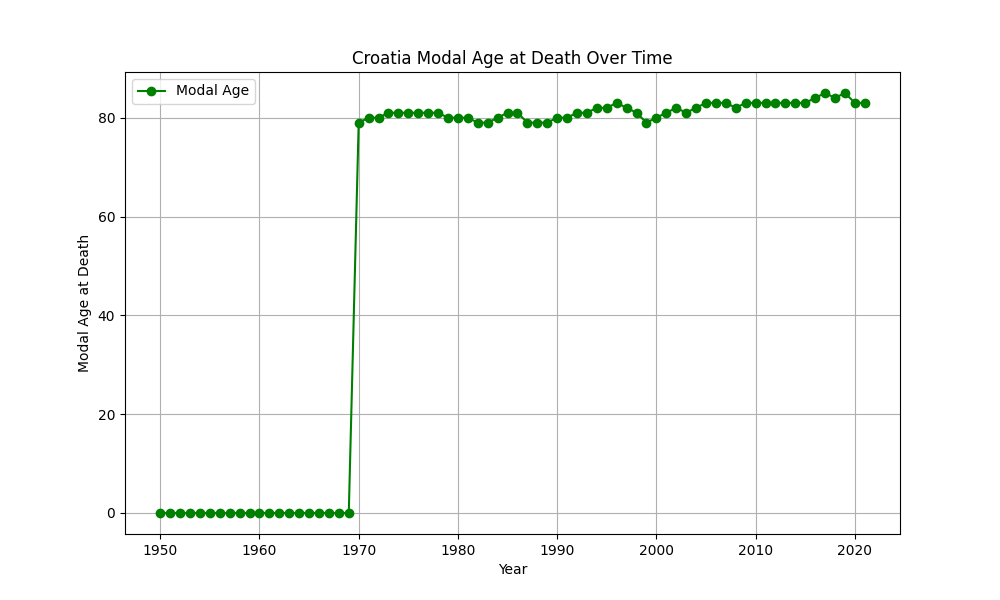 Croatia Modal Age at Death Over Time
Modal Age
Modal Age at Death
80
60
40
20
0
1950 1960 1970 1980 1990 2000 2010 2020
Year